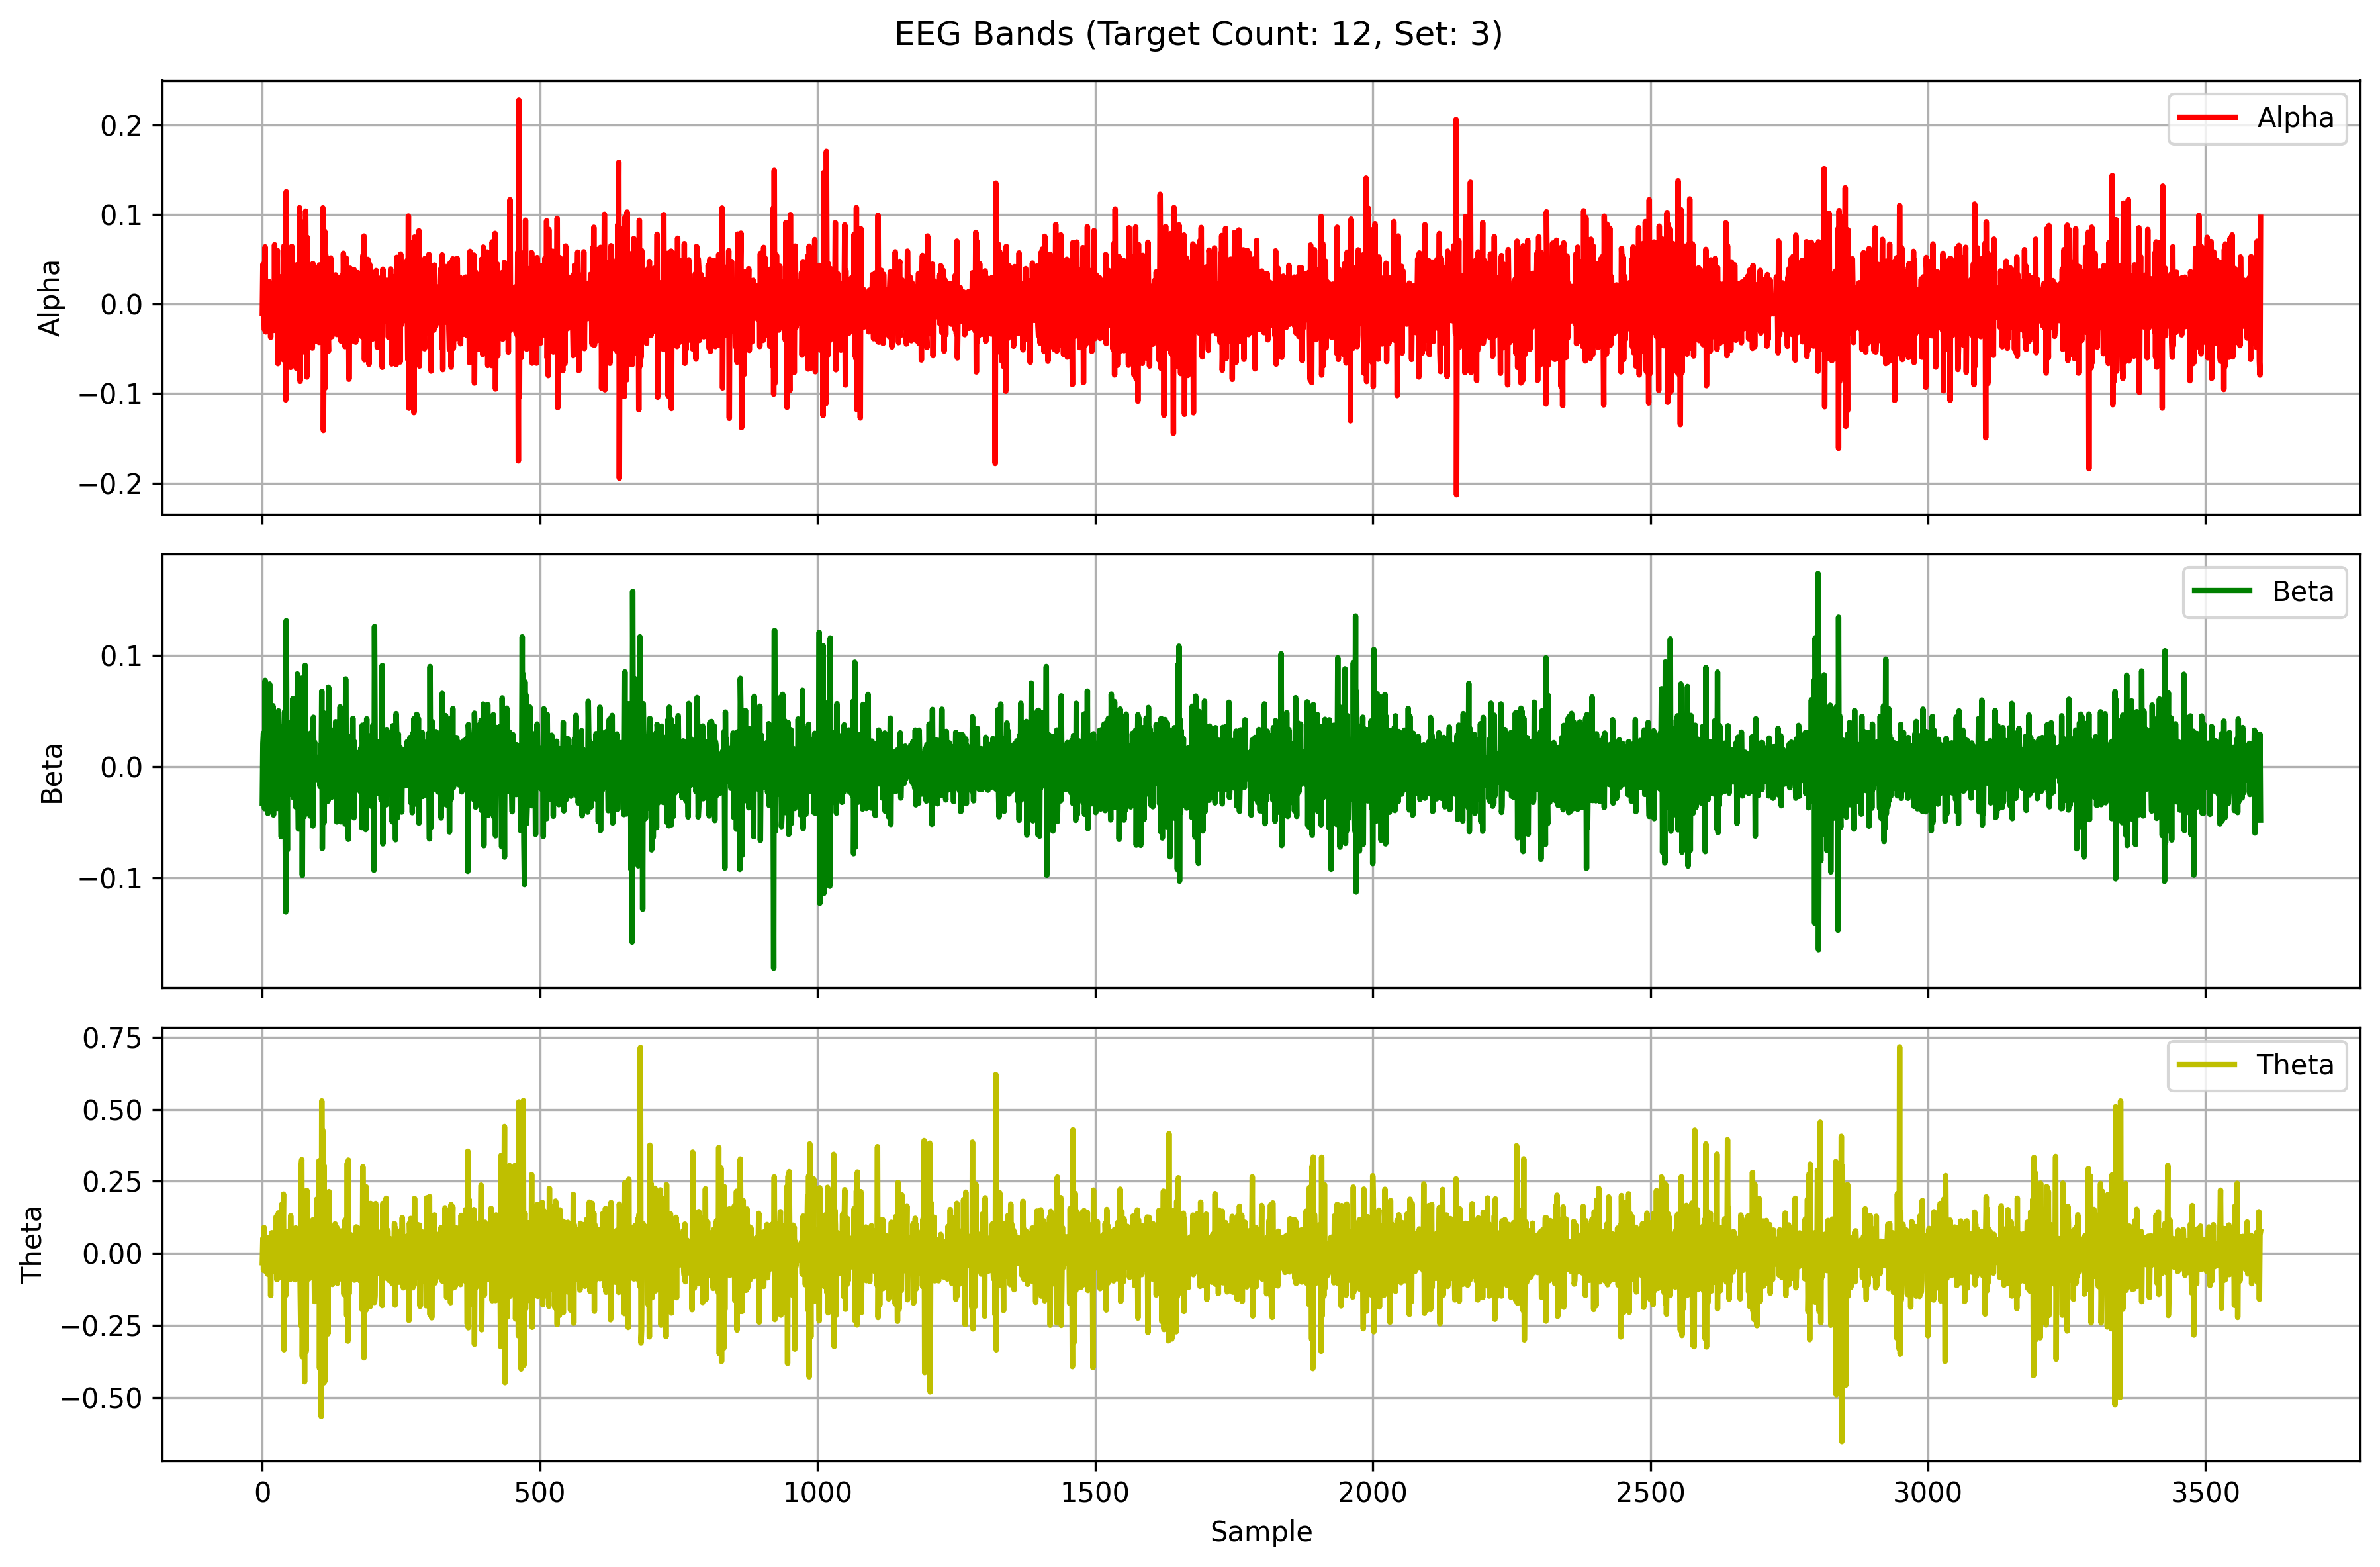 EEG Bands (Target Count: 12, Set: 3)
Alpha
0.2
0.1
0.0
−0.1
−0.2
Alpha
Beta
0.1
0.0
−0.1
Beta
Theta
0.75
0.50
0.25
0.00
−0.25
−0.50
Theta
0 500 1000 1500 2000 2500 3000 3500
Sample